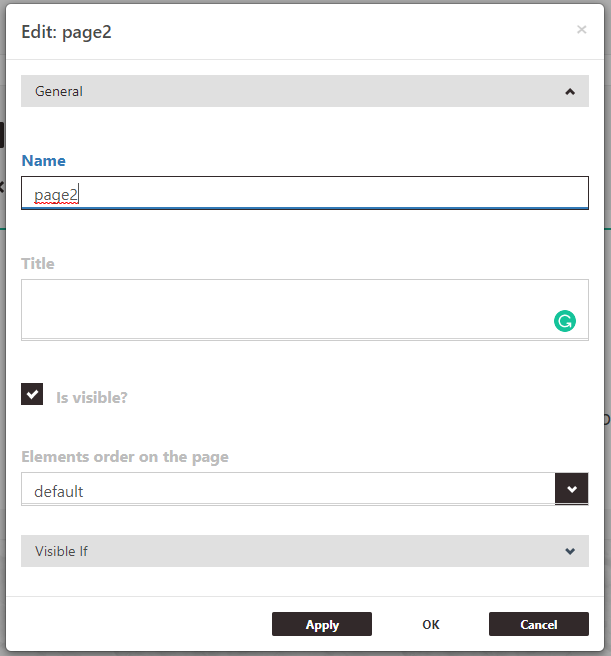 Edit: page2
×
General
Name
page2
Title
Is visible?
Elements order on the page
default
Visible If
Apply OK Cancel